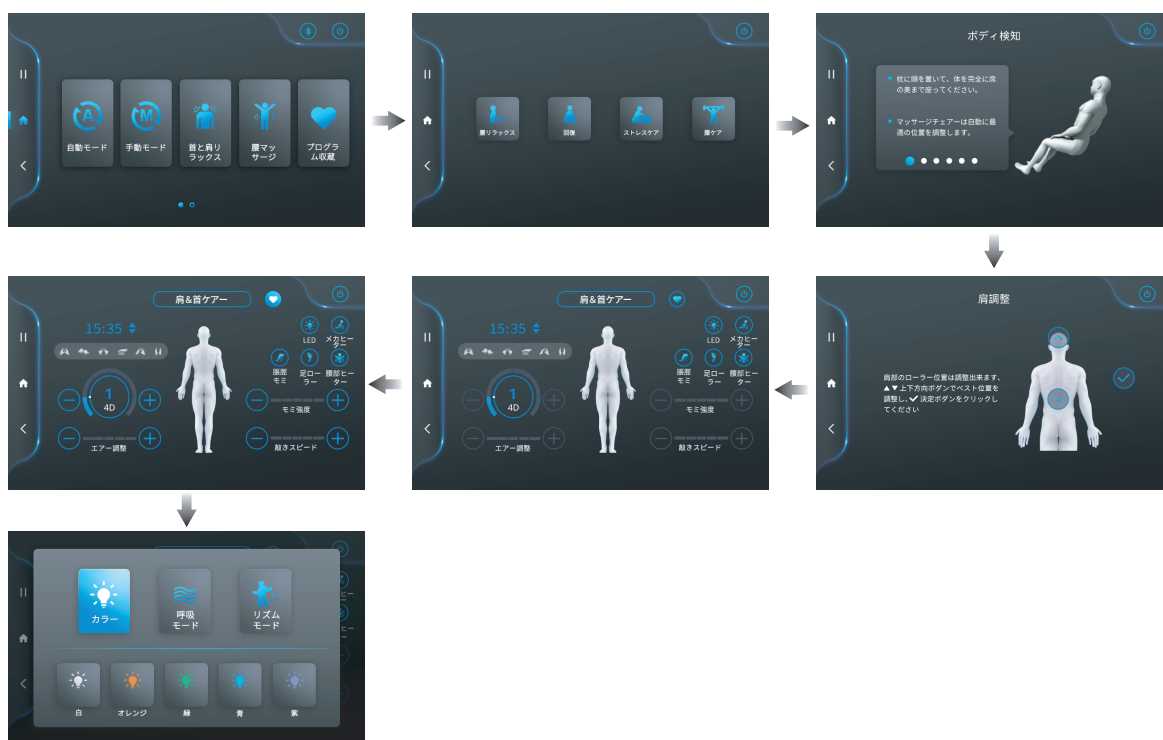 自動モード
手動モード
首と肩リ
ラックス
腰マッ
サージ
プログラ
ム収蔵
腰リラックス
回復
ストレスケア
腰ケア
ボディ検知
• 枕に頭を置いて、体を完全に席
の奥まで座ってください。
• マッサージチェアーは自動に最
適の位置を調整します。
肩調整
肩部のローラー位置は調整出来ます、
▲▼上下方向ボタンでベスト位置を
調整し、✓ 決定ボタンをクリックし
てください
肩&首ケアー
15:35
LED
メカヒー
ター
脹脛
モミ
足ロー
ラー
腰部ヒー
ター
1
4D
モミ強度
敲きスピード
肩&首ケアー
15:35
LED
メカヒー
ター
脹脛
モミ
足ロー
ラー
腰部ヒー
ター
1
4D
モミ強度
エアー調整
敲きスピード
カラー
呼吸
モード
リズム
モード
白
オレンジ
緑
青
紫